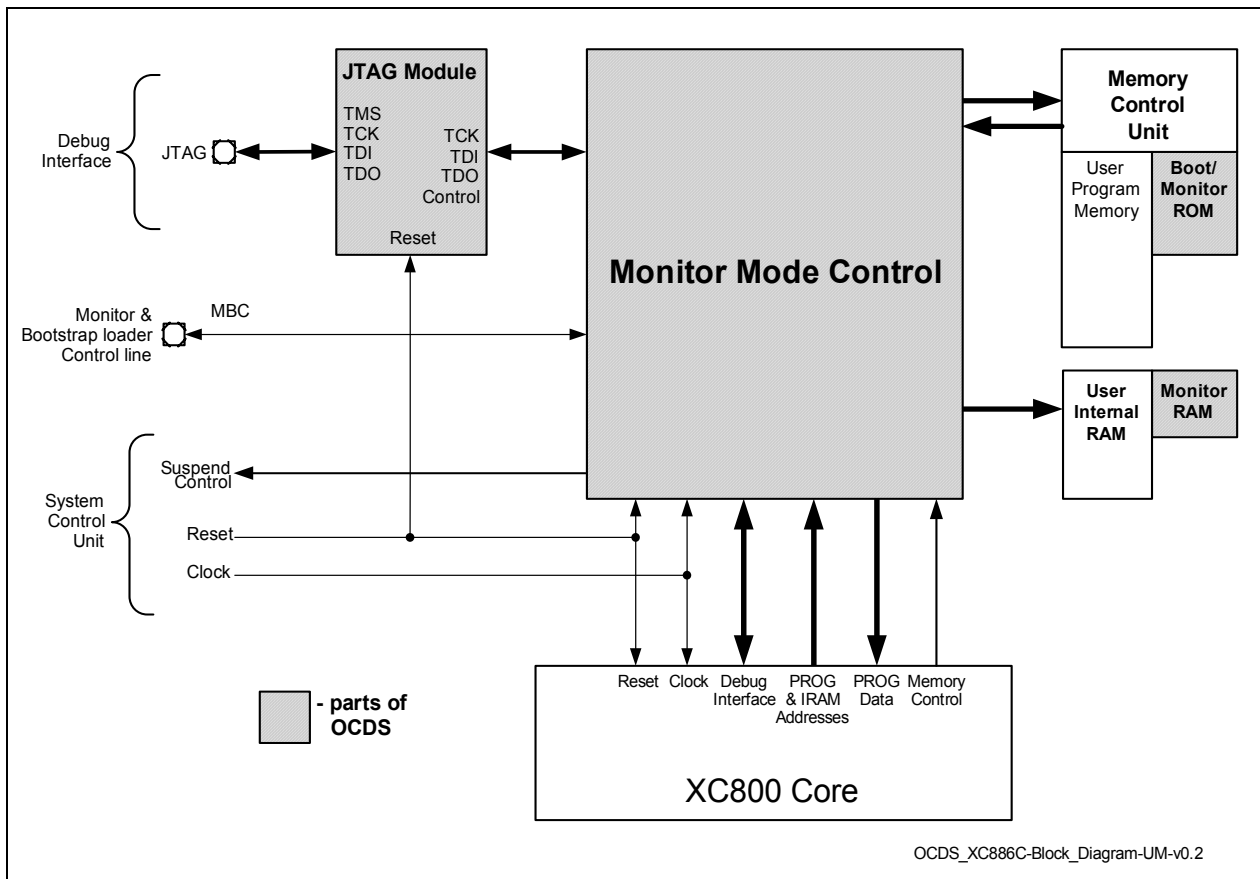 JTAG Module
TMS
TCK
TDI
TDO
TCK
TDI
TDO
Control
Reset
Debug
Interface
JTAG
Monitor &
Bootstrap loader
Control line
MBC
Monitor Mode Control
Memory
Control
Unit
User
Program
Memory
Boot/
Monitor
ROM
User
Internal
RAM
Monitor
RAM
System
Control
Unit
Suspend
Control
Reset
Clock
Reset
Clock
Debug
Interface
PROG
& IRAM
Addresses
PROG
Data
Memory
Control
XC800 Core
- parts of
OCDS
OCDS_XC886C-Block_Diagram-UM-v0.2